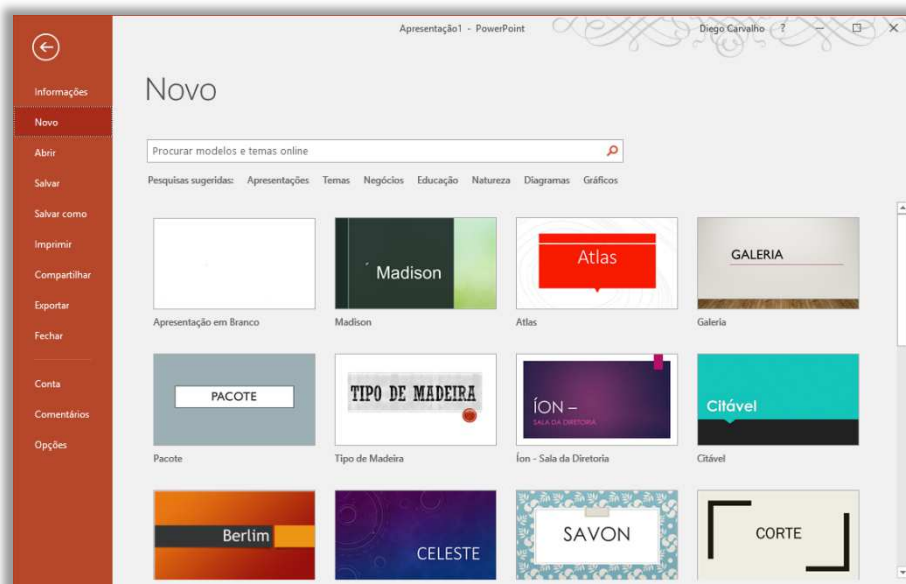 Apresentação1 - PowerPoint
Diego Carvalho ?
Informações
Novo
Abrir
Salvar
Salvar como
Imprimir
Compartilhar
Exportar
Fechar
Conta
Comentários
Opções
Novo
Procurar modelos e temas online
Pesquisas sugeridas: Apresentações Temas Negócios Educação Natureza Diagramas Gráficos
Madison
Atlas
GALERIA
Apresentação em Branco
Madison
Atlas
Galeria
PACOTE
TIPO DE MADEIRA
ÍON –
SALA DA DIRETORIA
Citável
Pacote
Tipo de Madeira
Íon - Sala da Diretoria
Citável
Berlim
CELESTE
SAVON
CORTE